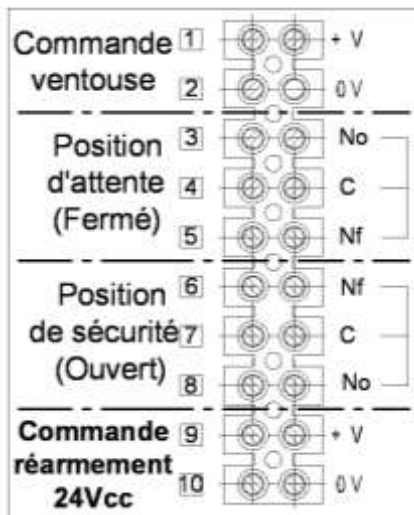 Commande 1 + V
ventouse 2 0 V
Position 3 No
d'attente 4 C
(Fermé) 5 Nf
Position 6 Nf
de sécurité 7 C
(Ouvert) 8 No
Commande 9 + V
réarmement
24Vcc 10 0 V